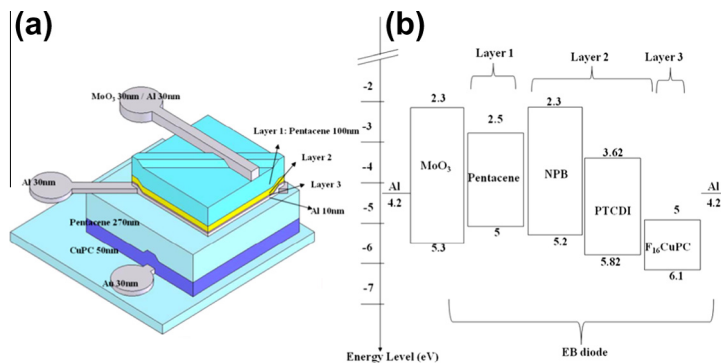 (a)
MoO₃ 30nm / Al 30nm
Layer 1: Pentacene 100nm
Layer 2
Layer 3
Al 30nm
Al 10nm
Pentacene 270nm
CuPC 50nm
Au 30nm
(b)
Layer 1
Layer 2
Layer 3
-2
-3
-4
-5
-6
-7
Al
4.2
2.3
MoO₃
5.3
2.5
Pentacene
5
2.3
NPB
5.2
3.62
PTCDI
5.82
5
F₁₆CuPC
6.1
Al
4.2
EB diode
Energy Level (eV)